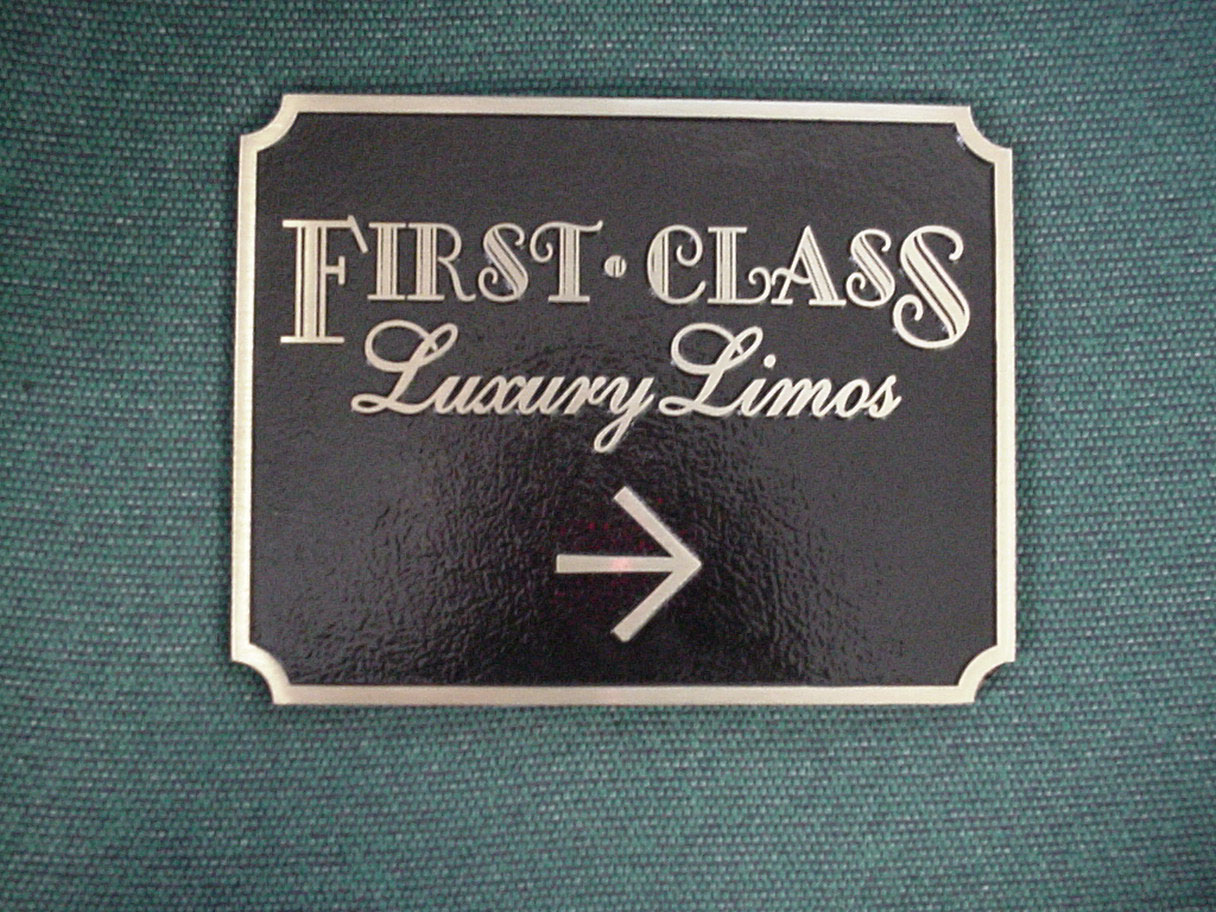 FIRST · CLASS
Luxury Limos
→